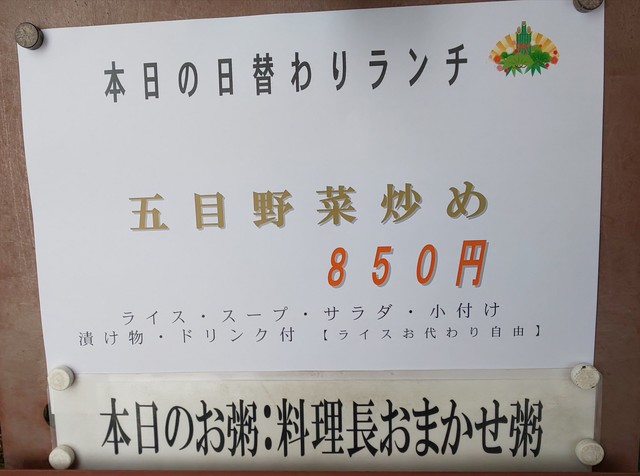 本日の日替わりランチ
五目野菜炒め
850円
ライス・スープ・サラダ・小付け
漬け物・ドリンク付【ライスお代わり自由】
本日のお粥:料理長おまかせ粥